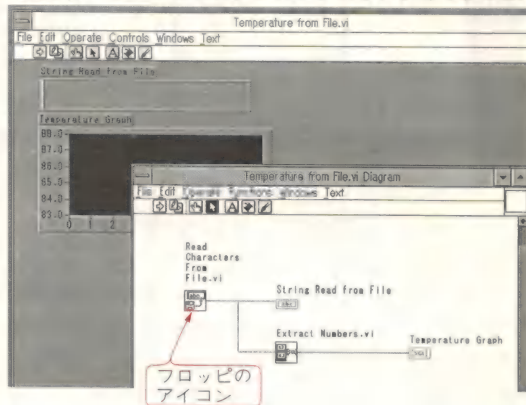 Temperature from File.vi
File Edit Operate Controls Windows Text
String Read from File
Temperature Graph
88.0
87.0
86.0
85.0
84.0
83.0
0 1 2
Temperature from File.vi Diagram
File Edit Operate Functions Windows Text
Read
Characters
From
File.vi
String Read from File
abc
Extract Numbers.vi
Temperature Graph
フロッピの
アイコン